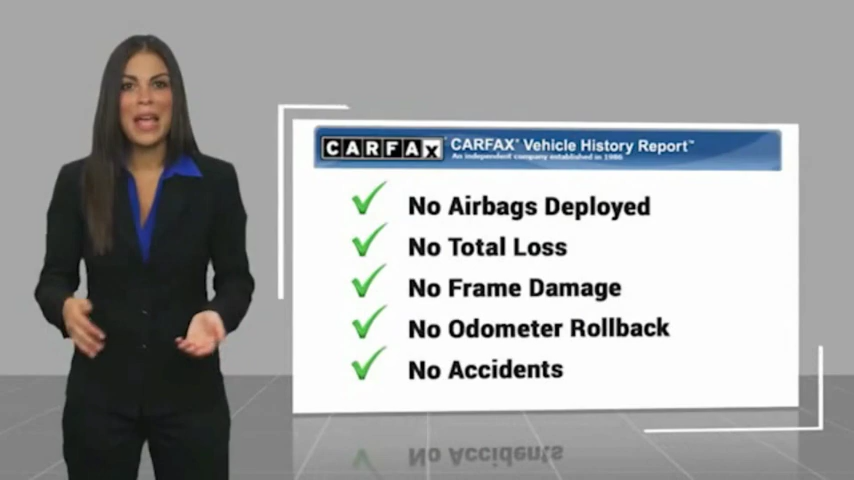 CARFAX CARFAX® Vehicle History Report™
An independent company established in 1986
No Airbags Deployed
No Total Loss
No Frame Damage
No Odometer Rollback
No Accidents
No Accidents